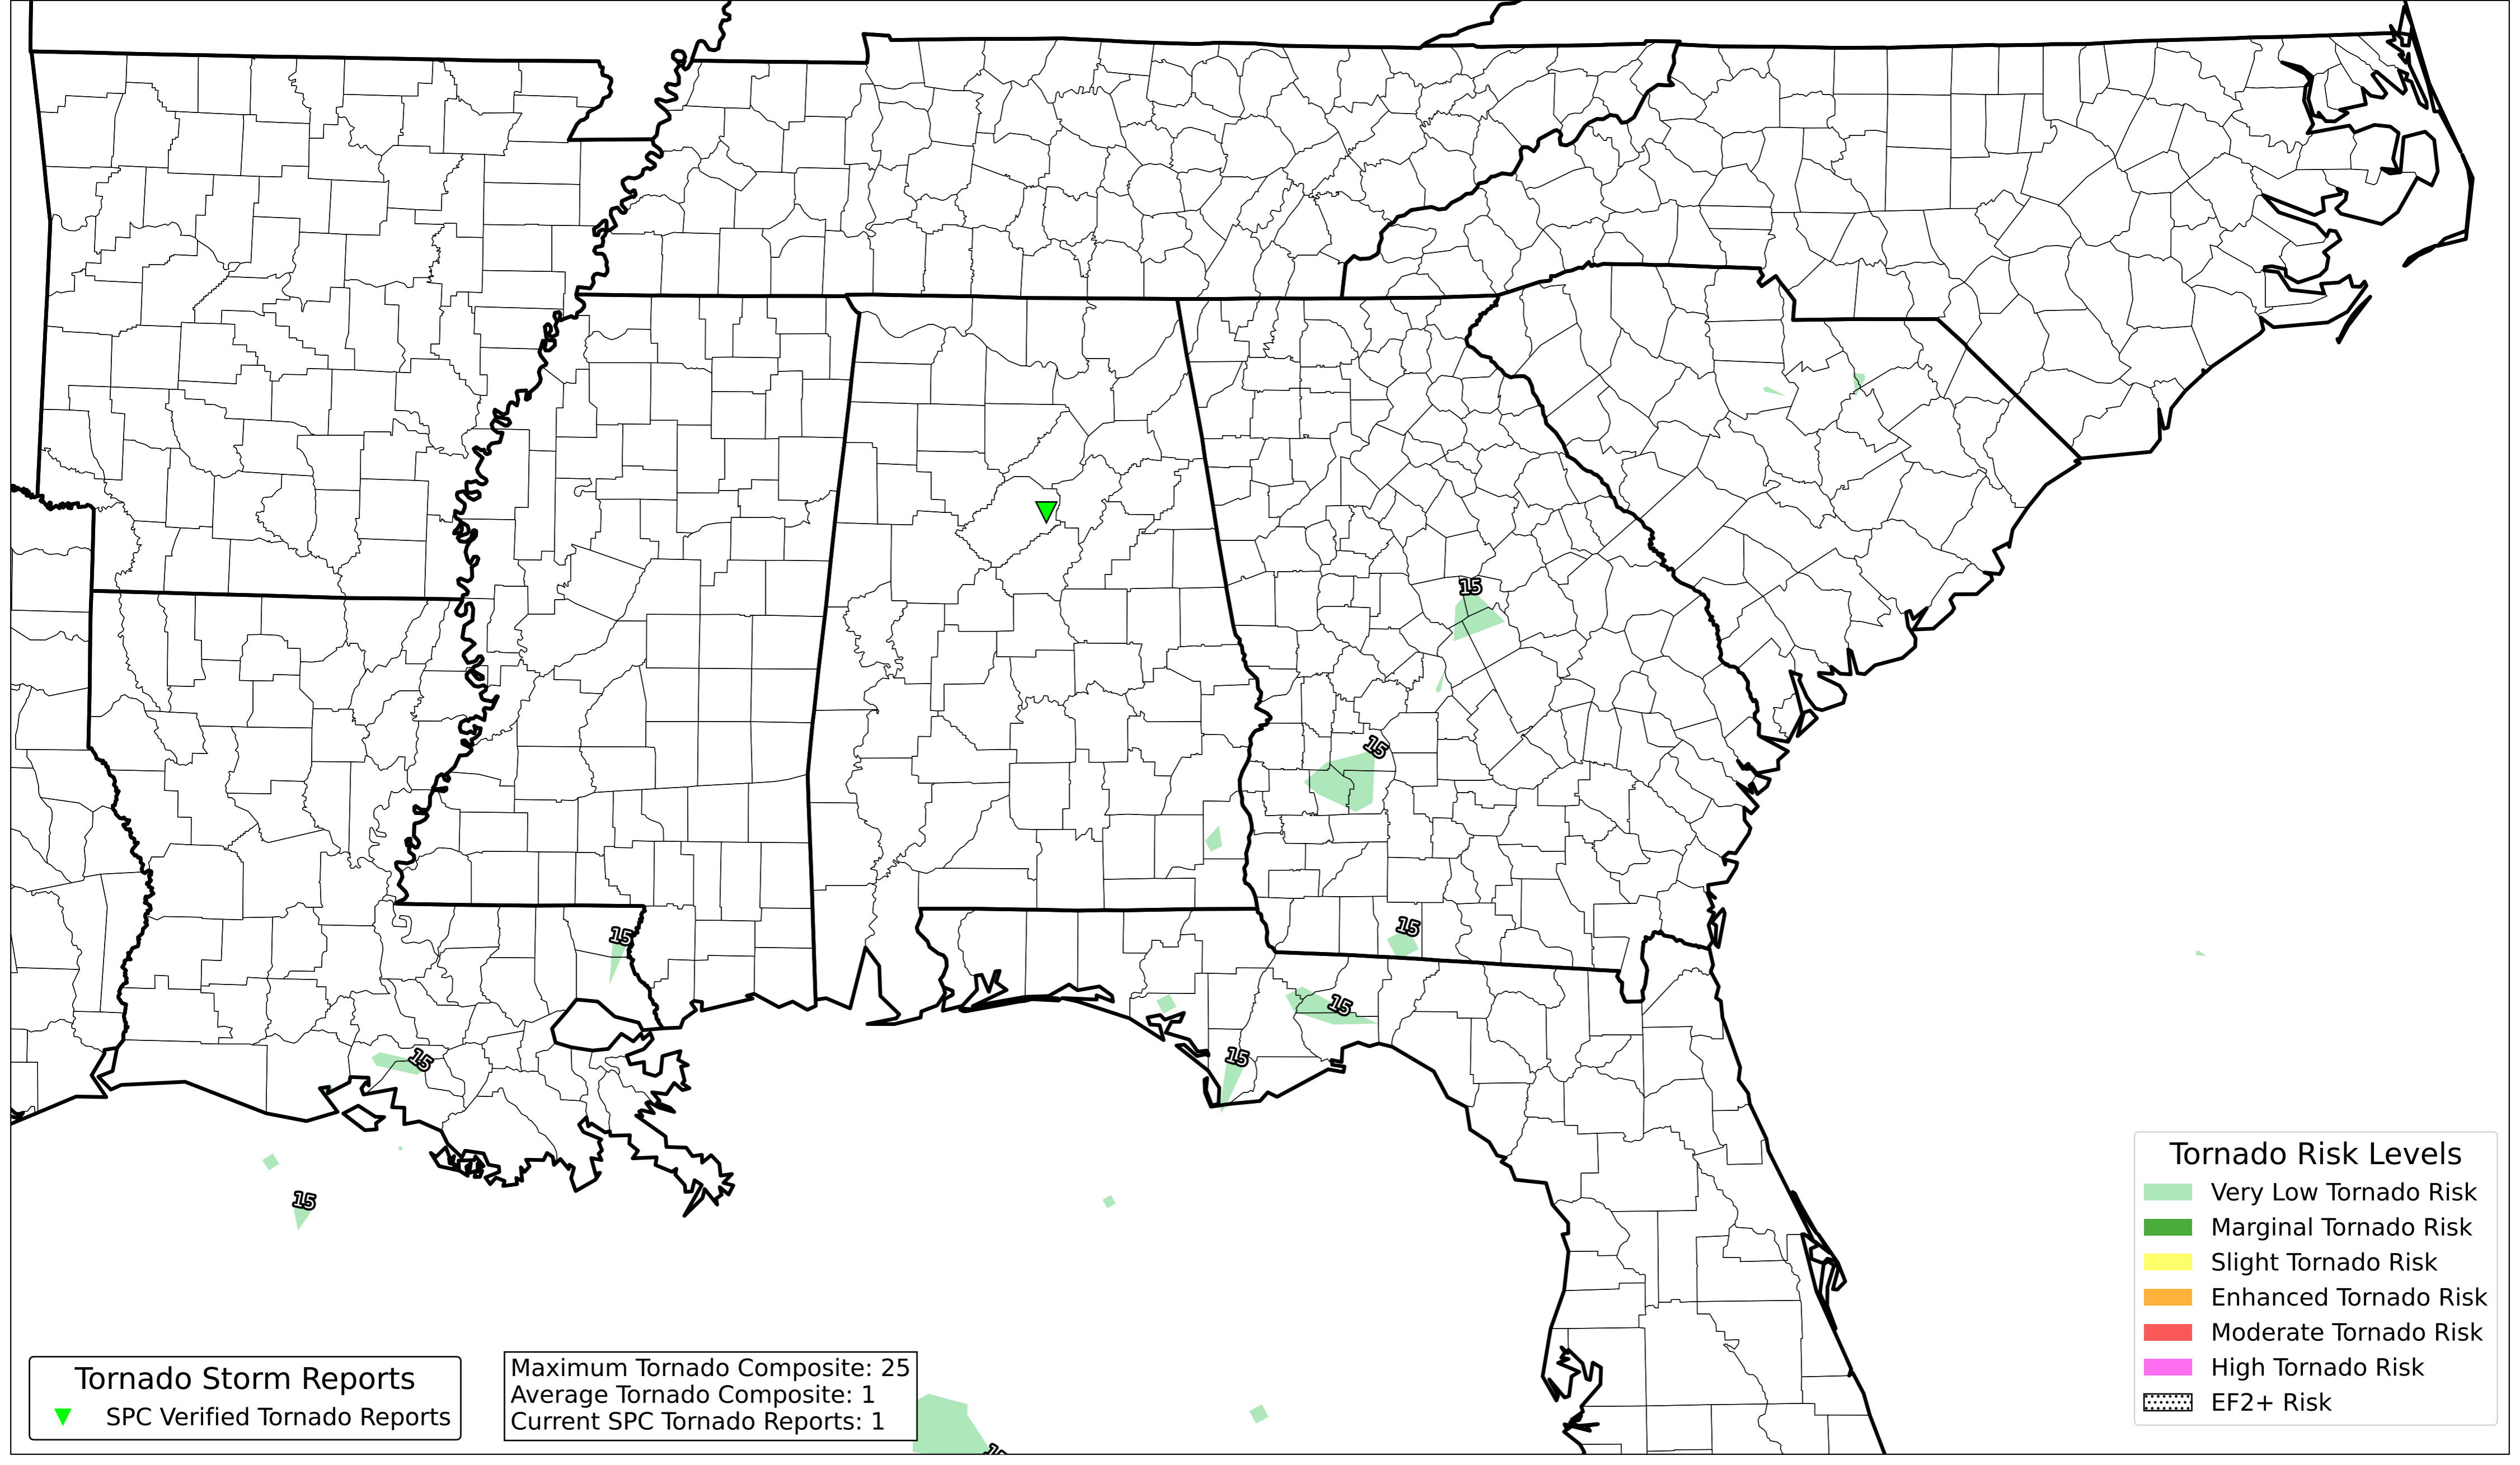 15
15
15
15
15
15
15
15
Tornado Risk Levels
Very Low Tornado Risk
Marginal Tornado Risk
Slight Tornado Risk
Enhanced Tornado Risk
Moderate Tornado Risk
High Tornado Risk
EF2+ Risk
Tornado Storm Reports
SPC Verified Tornado Reports
Maximum Tornado Composite: 25
Average Tornado Composite: 1
Current SPC Tornado Reports: 1